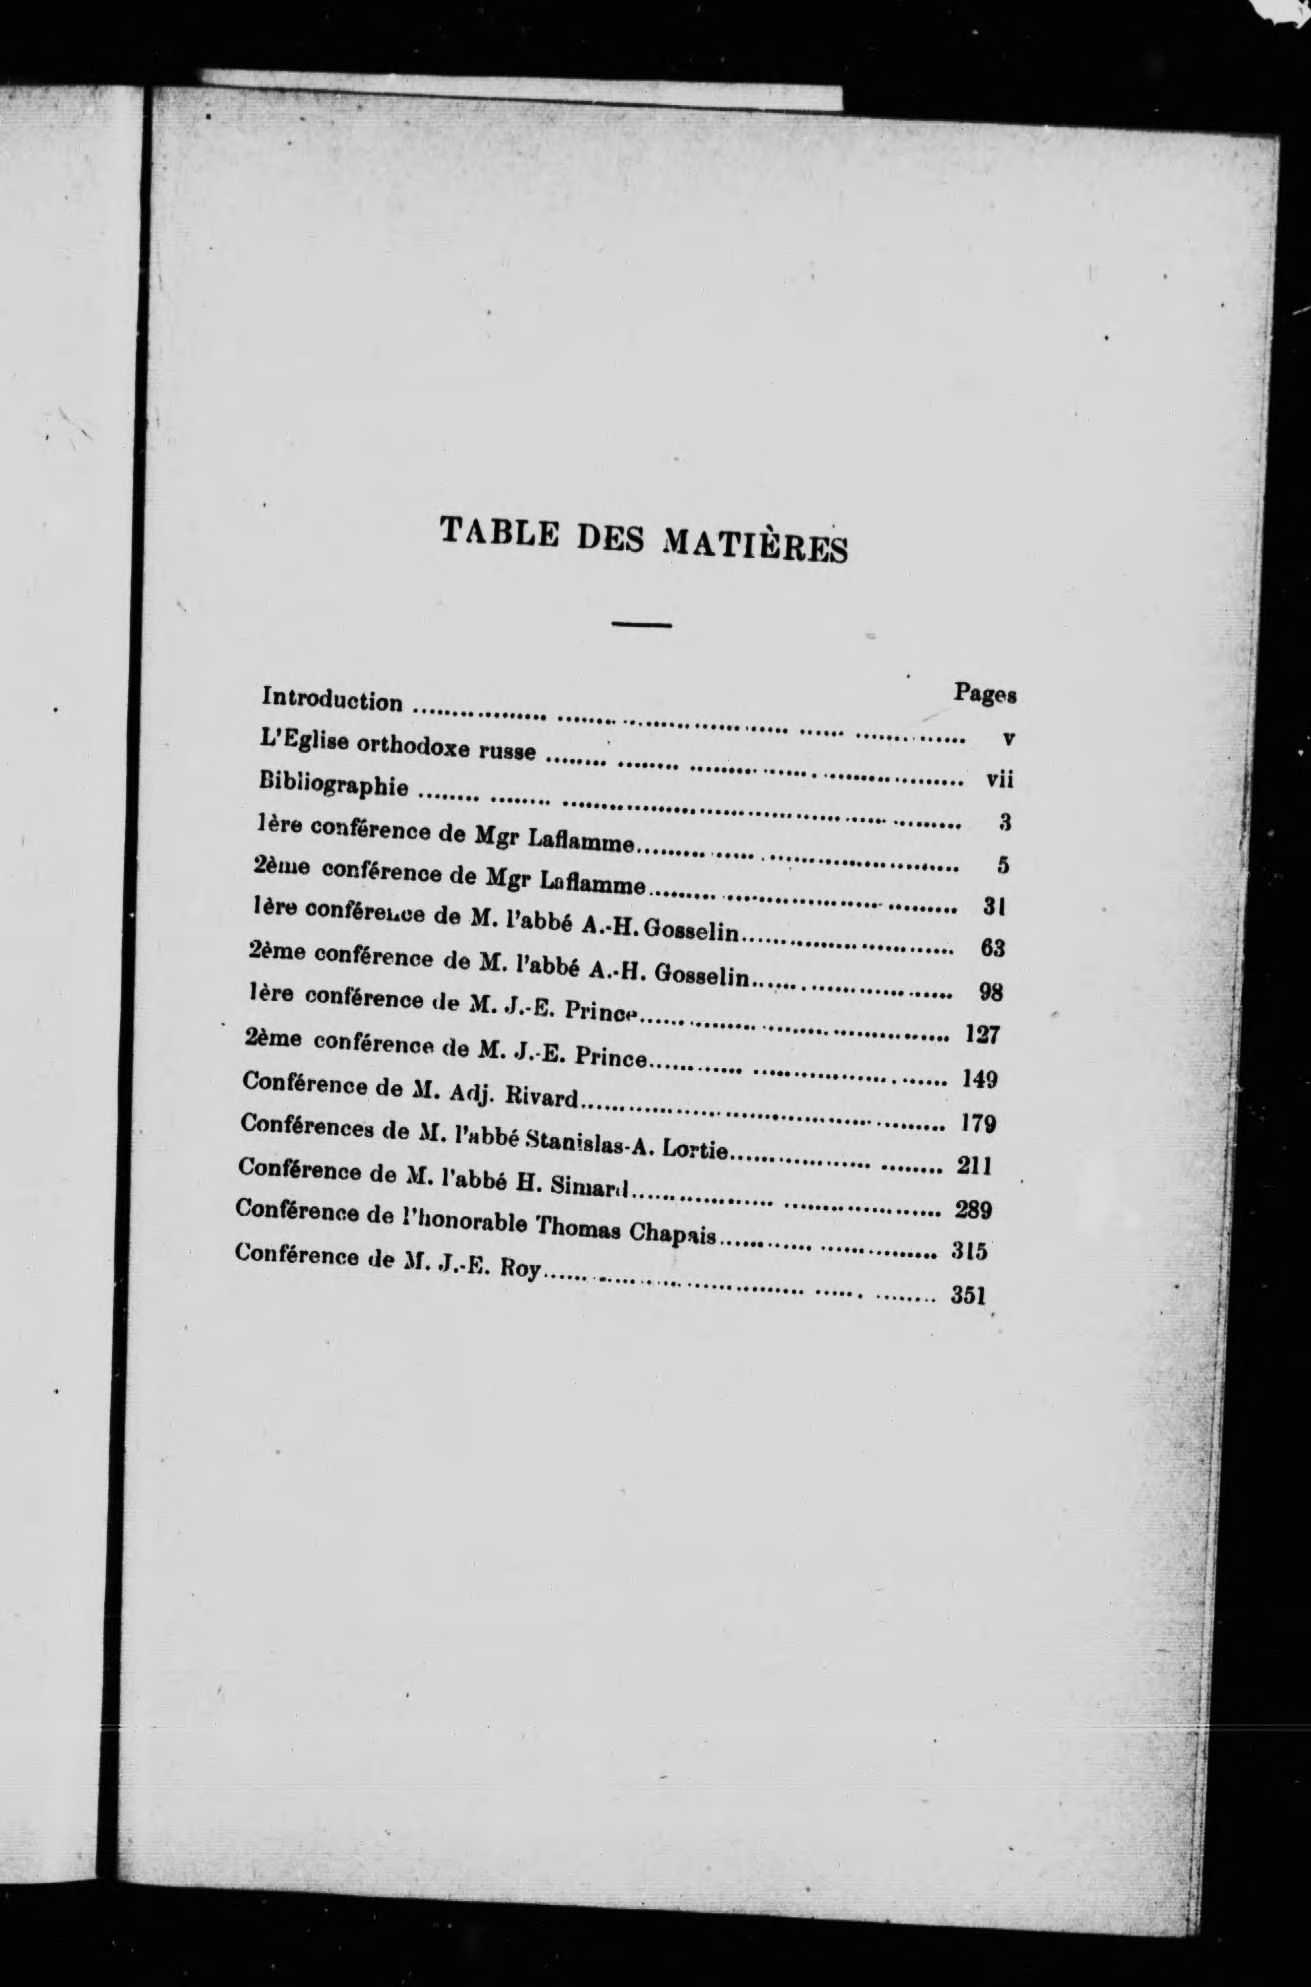 TABLE DES MATIÈRES
Pages
Introduction ........ v
L'Eglise orthodoxe russe ........ vii
Bibliographie ........ 3
1ère conférence de Mgr Laflamme ........ 5
2ème conférence de Mgr Laflamme ........ 31
1ère conférence de M. l'abbé A.-H. Gosselin ........ 63
2ème conférence de M. l'abbé A.-H. Gosselin ........ 98
1ère conférence de M. J.-E. Prince ........ 127
2ème conférence de M. J.-E. Prince ........ 149
Conférence de M. Adj. Rivard ........ 179
Conférences de M. l'abbé Stanislas-A. Lortie ........ 211
Conférence de M. l'abbé H. Simard ........ 289
Conférence de l'honorable Thomas Chapais ........ 315
Conférence de M. J.-E. Roy ........ 351